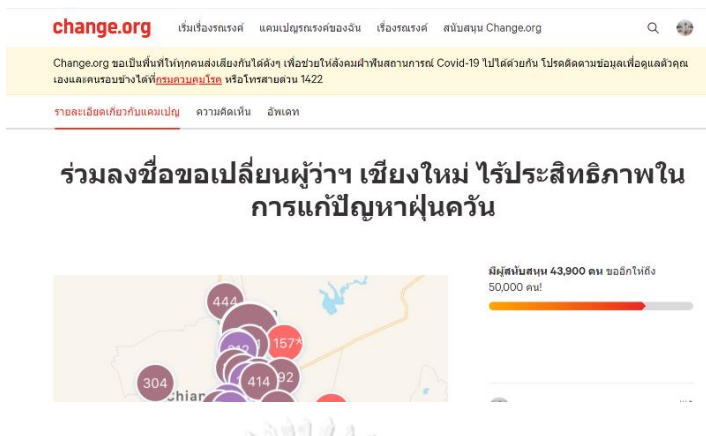 change.org เริ่มเรื่องรณรงค์ แคมเปญรณรงค์ของฉัน เรื่องรณรงค์ สนับสนุน Change.org
Change.org ขอเป็นพื้นที่ให้ทุกคนส่งเสียงกันได้ดังๆ เพื่อช่วยให้สังคมฝ่าฟันสถานการณ์ Covid-19 ไปได้ด้วยกัน โปรดติดตามข้อมูลเพื่อดูแลตัวคุณ
เองและคนรอบข้างได้ที่กรมควบคุมโรค หรือโทรสายด่วน 1422
รายละเอียดเกี่ยวกับแคมเปญ ความคิดเห็น อัพเดท
ร่วมลงชื่อขอเปลี่ยนผู้ว่าฯ เชียงใหม่ ไร้ประสิทธิภาพใน
การแก้ปัญหาฝุ่นควัน
มีผู้สนับสนุน 43,900 คน ขออีกให้ถึง
50,000 คน!
444
157*
304
414
92